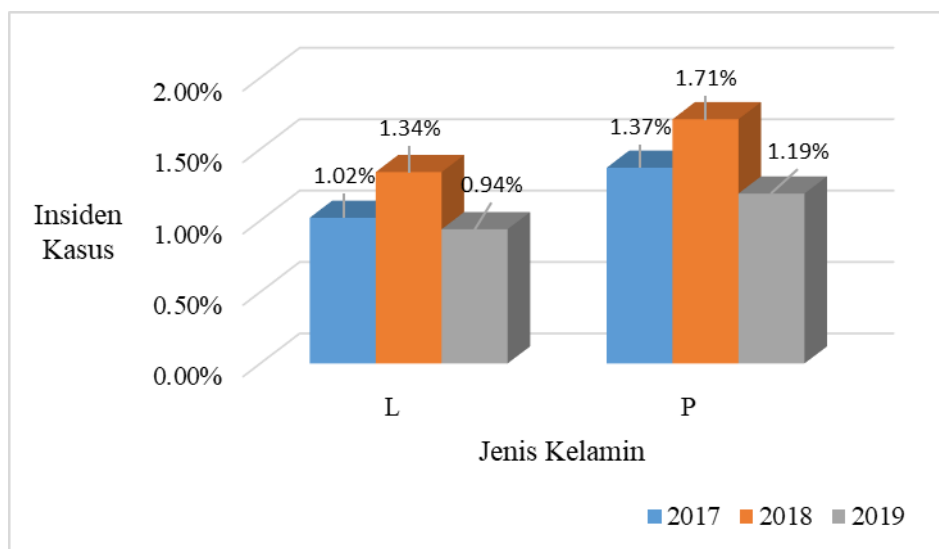 2.00%
1.50%
1.00%
0.50%
0.00%
Insiden
Kasus
1.02%
1.34%
0.94%
1.37%
1.71%
1.19%
L
P
Jenis Kelamin
2017
2018
2019